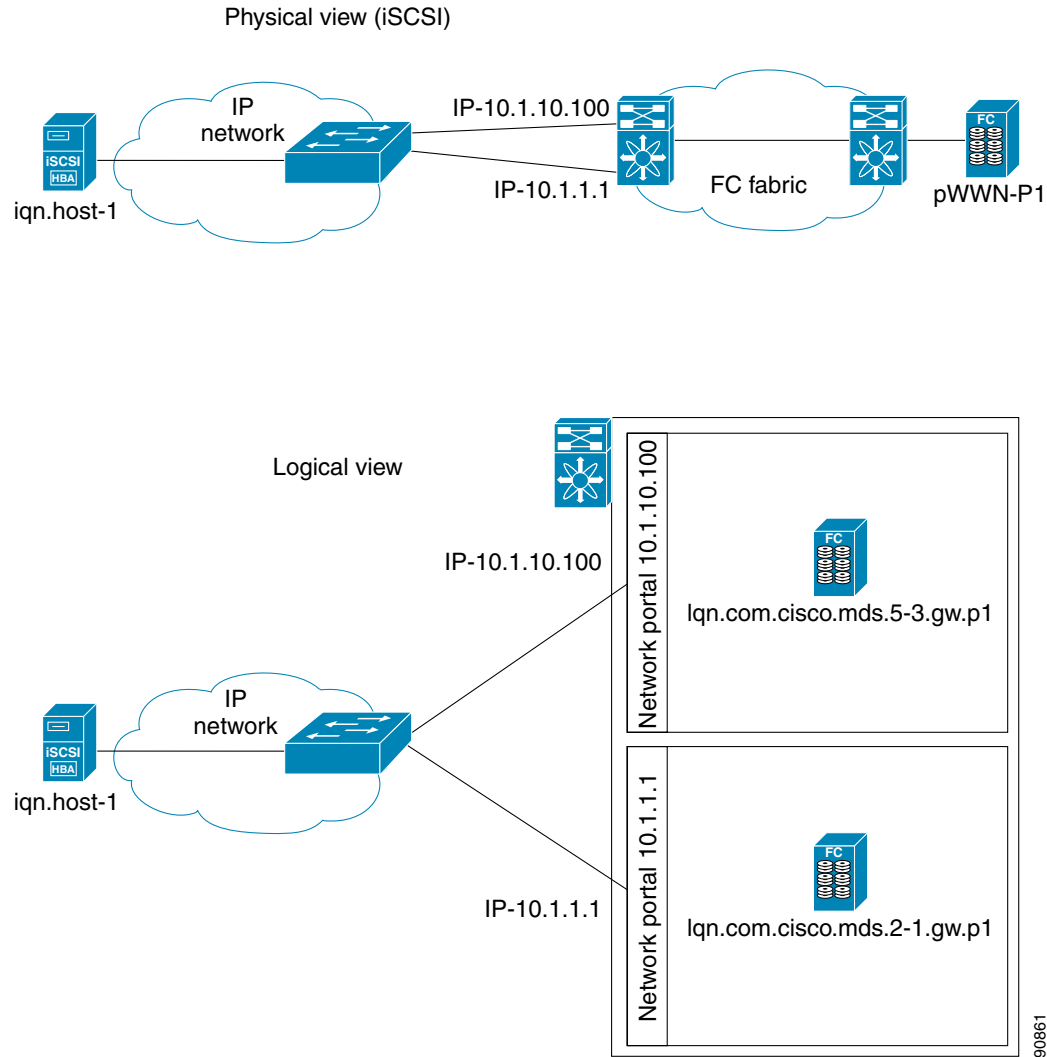 Physical view (iSCSI)
IP
network
IP-10.1.10.100
IP-10.1.1.1
iSCSI
HBA
iqn.host-1
FC fabric
FC
pWWN-P1
Logical view
IP-10.1.10.100
Network portal 10.1.10.100
FC
Iqn.com.cisco.mds.5-3.gw.p1
IP
network
iSCSI
HBA
iqn.host-1
IP-10.1.1.1
Network portal 10.1.1.1
FC
Iqn.com.cisco.mds.2-1.gw.p1
90861